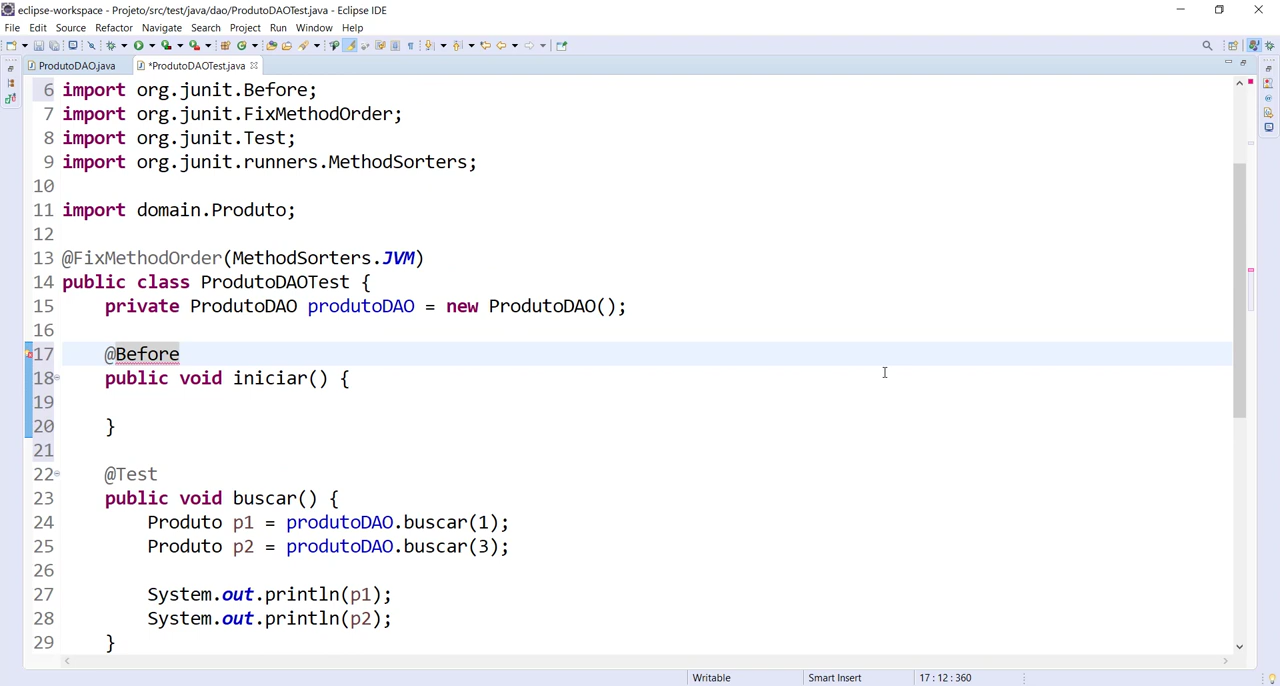 eclipse-workspace - Projeto/src/test/java/dao/ProdutoDAOTest.java - Eclipse IDE
File Edit Source Refactor Navigate Search Project Run Window Help
ProdutoDAO.java *ProdutoDAOTest.java
6 import org.junit.Before;
7 import org.junit.FixMethodOrder;
8 import org.junit.Test;
9 import org.junit.runners.MethodSorters;
10
11 import domain.Produto;
12
13 @FixMethodOrder(MethodSorters.JVM)
14 public class ProdutoDAOTest {
15 private ProdutoDAO produtoDAO = new ProdutoDAO();
16
17 @Before
18 public void iniciar() {
19
20 }
21
22 @Test
23 public void buscar() {
24 Produto p1 = produtoDAO.buscar(1);
25 Produto p2 = produtoDAO.buscar(3);
26
27 System.out.println(p1);
28 System.out.println(p2);
29 }
Writable Smart Insert 17 : 12 : 360